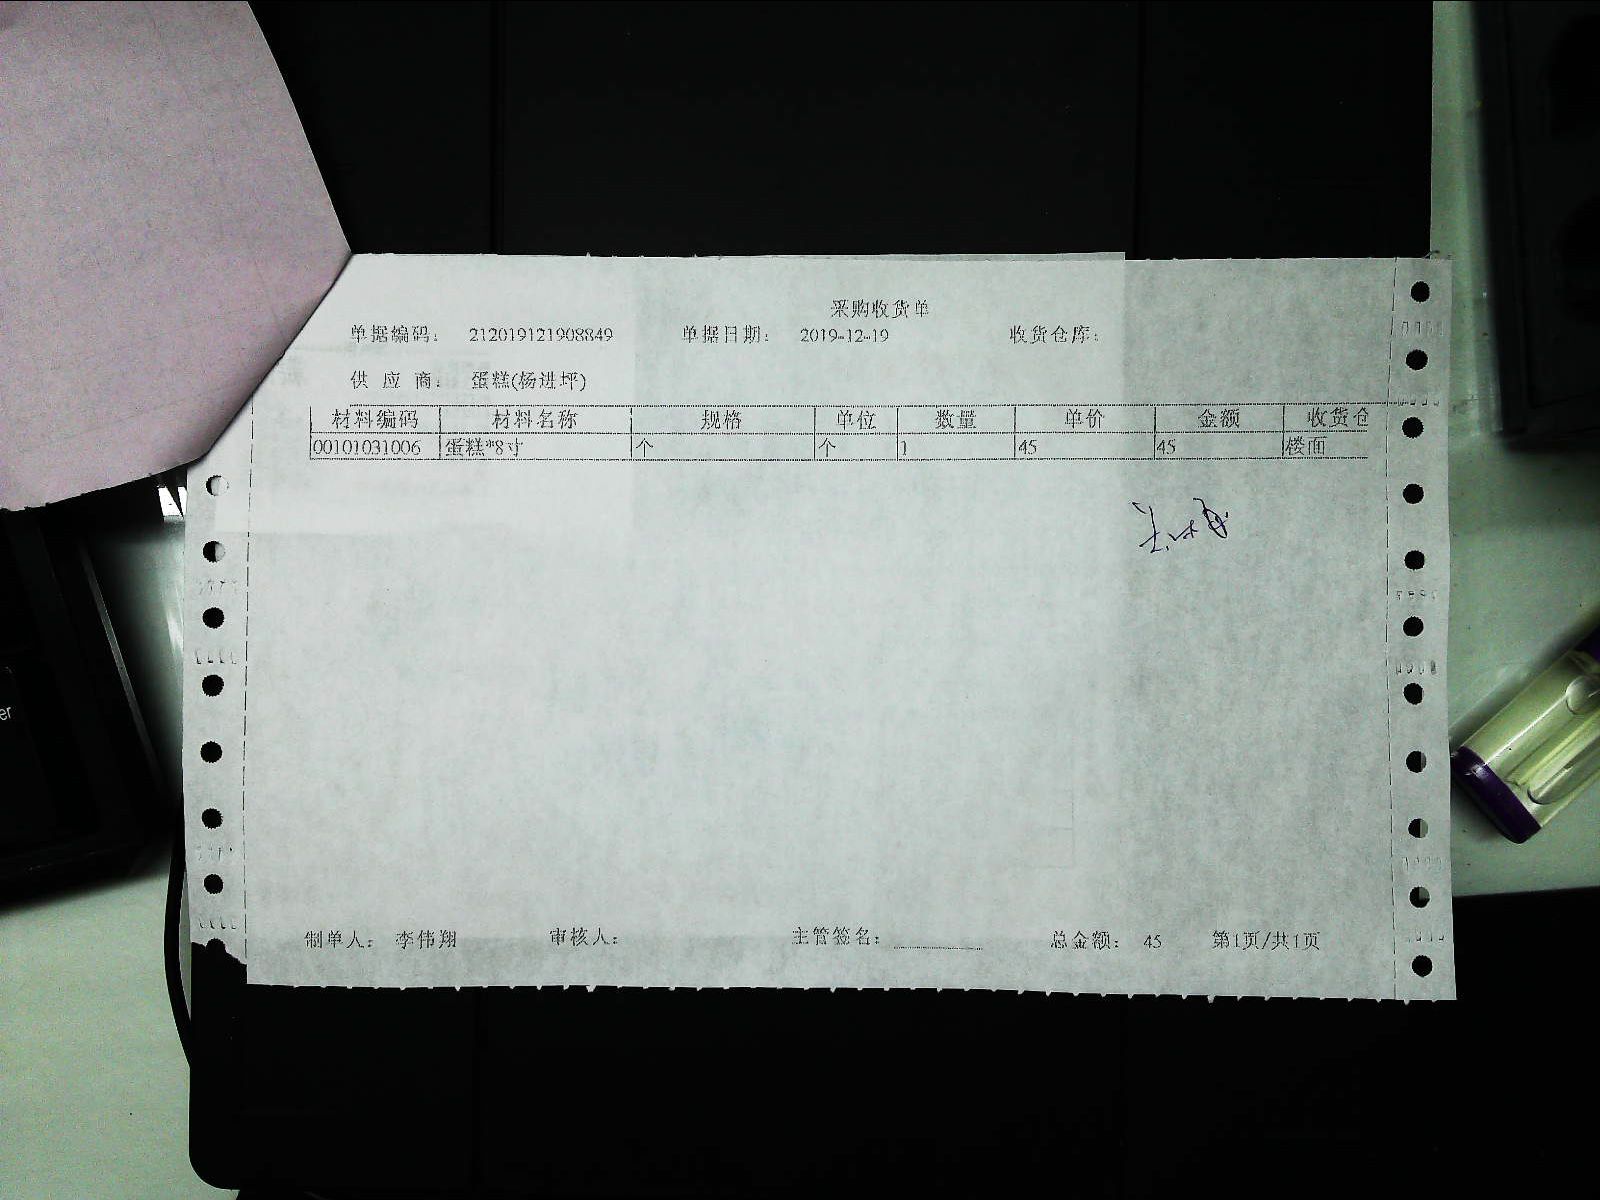 采购收货单
单据编码： 212019121908849 单据日期： 2019-12-19 收货仓库：
供 应 商： 蛋糕(杨进坪)
材料编码 材料名称 规格 单位 数量 单价 金额 收货仓
00101031006 蛋糕*8寸 个 个 1 45 45 楼面
制单人： 李伟翔 审核人： 主管签名： 总金额： 45 第1页/共1页
er